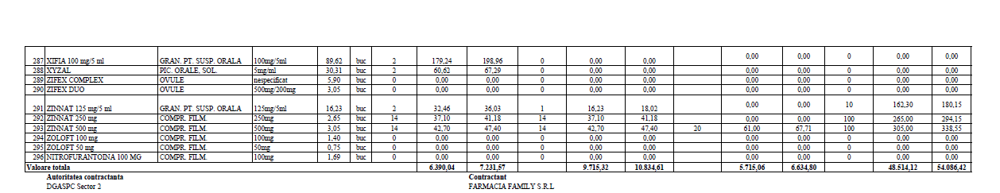 287 XIFIA 100 mg/5 ml GRAN. PT. SUSP. ORALA 100mg/5ml 89,62 buc 2 179,24 198,96 0 0,00 0,00 0,00 0,00 0 0,00 0,00
288 XYZAL PIC. ORALE, SOL. 5mg/ml 30,31 buc 2 60,62 67,29 0 0,00 0,00 0,00 0,00 0 0,00 0,00
289 ZIFEX COMPLEX OVULE nespecificat 5,90 buc 0 0,00 0,00 0 0,00 0,00 0,00 0,00 0 0,00 0,00
290 ZIFEX DUO OVULE 500mg/200mg 3,05 buc 0 0,00 0,00 0 0,00 0,00 0,00 0,00 0 0,00 0,00
291 ZINNAT 125 mg/5 ml GRAN. PT. SUSP. ORALA 125mg/5ml 16,23 buc 2 32,46 36,03 1 16,23 18,02 0,00 0,00 10 162,30 180,15
292 ZINNAT 250 mg COMPR. FILM. 250mg 2,65 buc 14 37,10 41,18 14 37,10 41,18 0,00 0,00 100 265,00 294,15
293 ZINNAT 500 mg COMPR. FILM. 500mg 3,05 buc 14 42,70 47,40 14 42,70 47,40 20 61,00 67,71 100 305,00 338,55
294 ZOLOFT 100 mg COMPR. FILM. 100mg 1,40 buc 0 0,00 0,00 0 0,00 0,00 0,00 0,00 0 0,00 0,00
295 ZOLOFT 50 mg COMPR. FILM. 50mg 0,75 buc 0 0,00 0,00 0 0,00 0,00 0,00 0,00 0 0,00 0,00
296 NITROFURANTOINA 100 MG COMPR. FILM. 100mg 1,69 buc 0 0,00 0,00 0 0,00 0,00 0,00 0,00 0 0,00 0,00
Valoare totala 6.390,04 7.231,57 9.715,32 10.834,61 5.715,06 6.634,80 48.514,12 54.086,42
Autoritatea contractanta Contractant
DGASPC Sector 2 FARMACIA FAMILY S.R.L